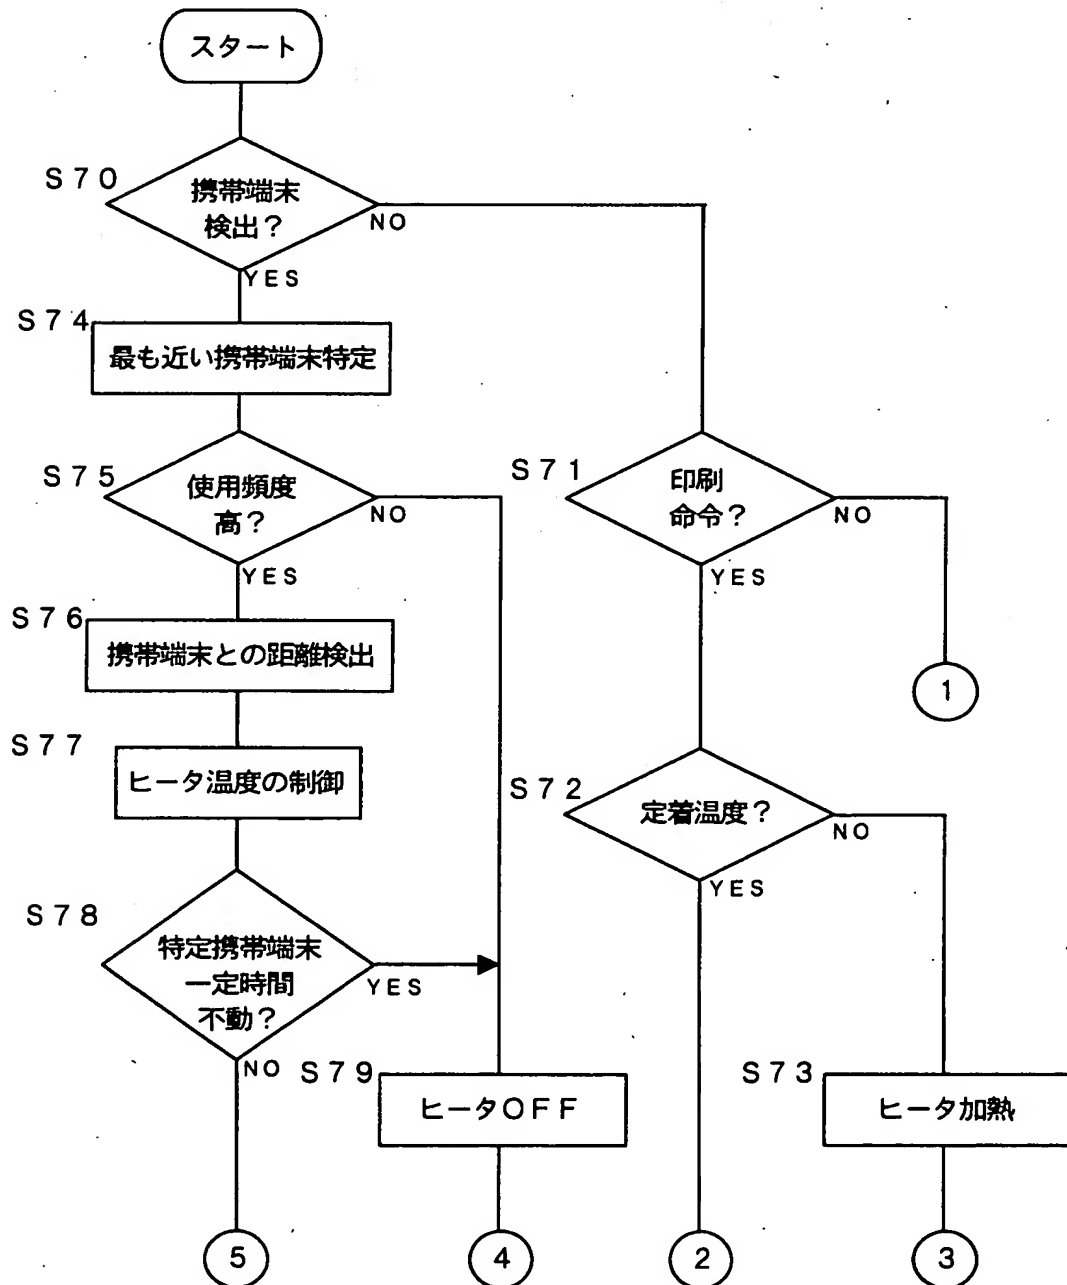 スタート
S70
携帯端末
検出?
NO
YES
S74
最も近い携帯端末特定
S75
使用頻度
高?
NO
YES
S71
印刷
命令?
NO
YES
S76
携帯端末との距離検出
1
S77
ヒータ温度の制御
S72
定着温度?
NO
YES
S78
特定携帯端末
一定時間
不動?
YES
NO
S79
ヒータOFF
S73
ヒータ加熱
5
4
2
3